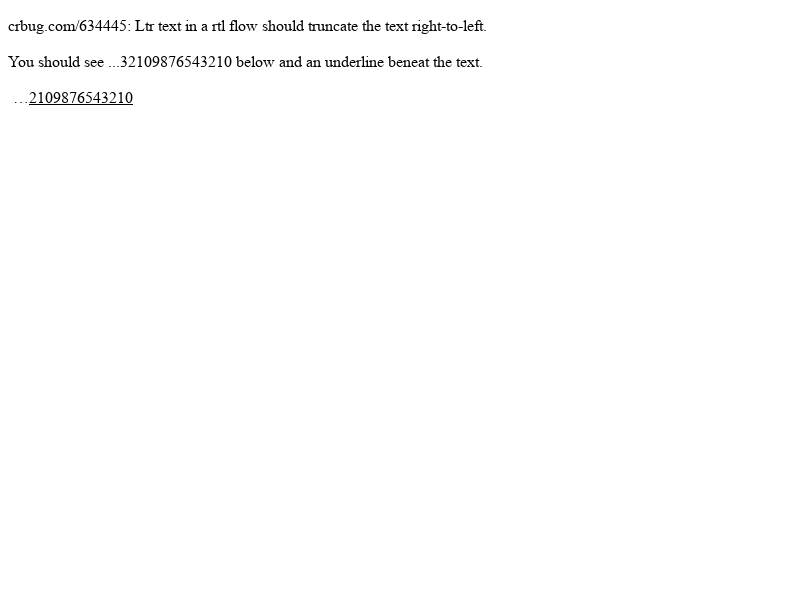 crbug.com/634445: Ltr text in a rtl flow should truncate the text right-to-left.
You should see ...32109876543210 below and an underline beneat the text.
…2109876543210